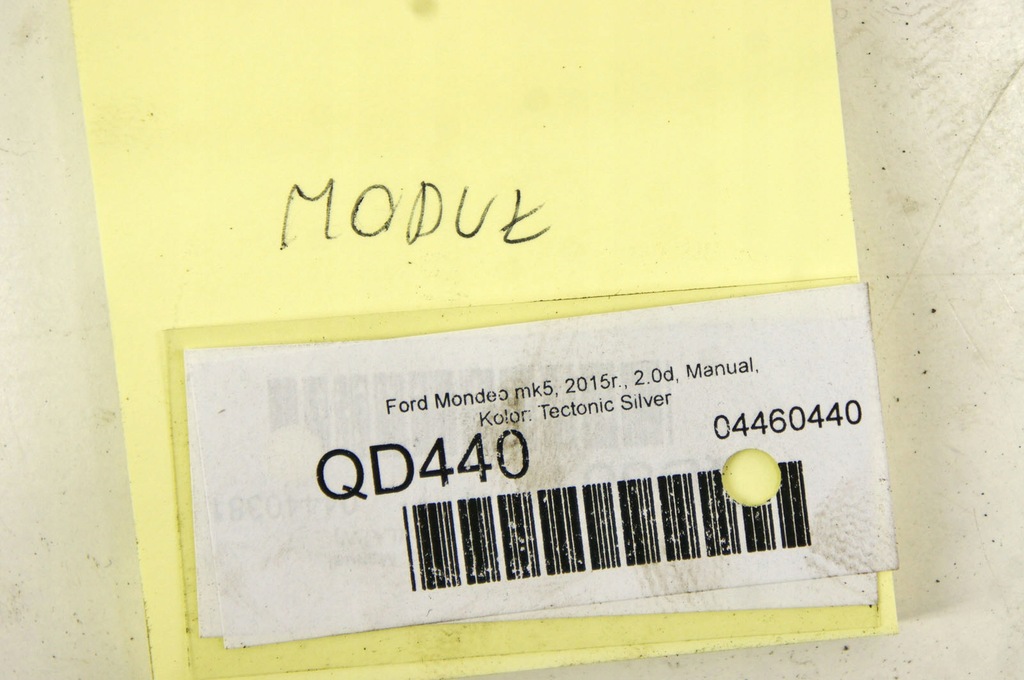 MODUŁ
Ford Mondeo mk5, 2015r., 2.0d, Manual,
Kolor: Tectonic Silver
04460440
QD440